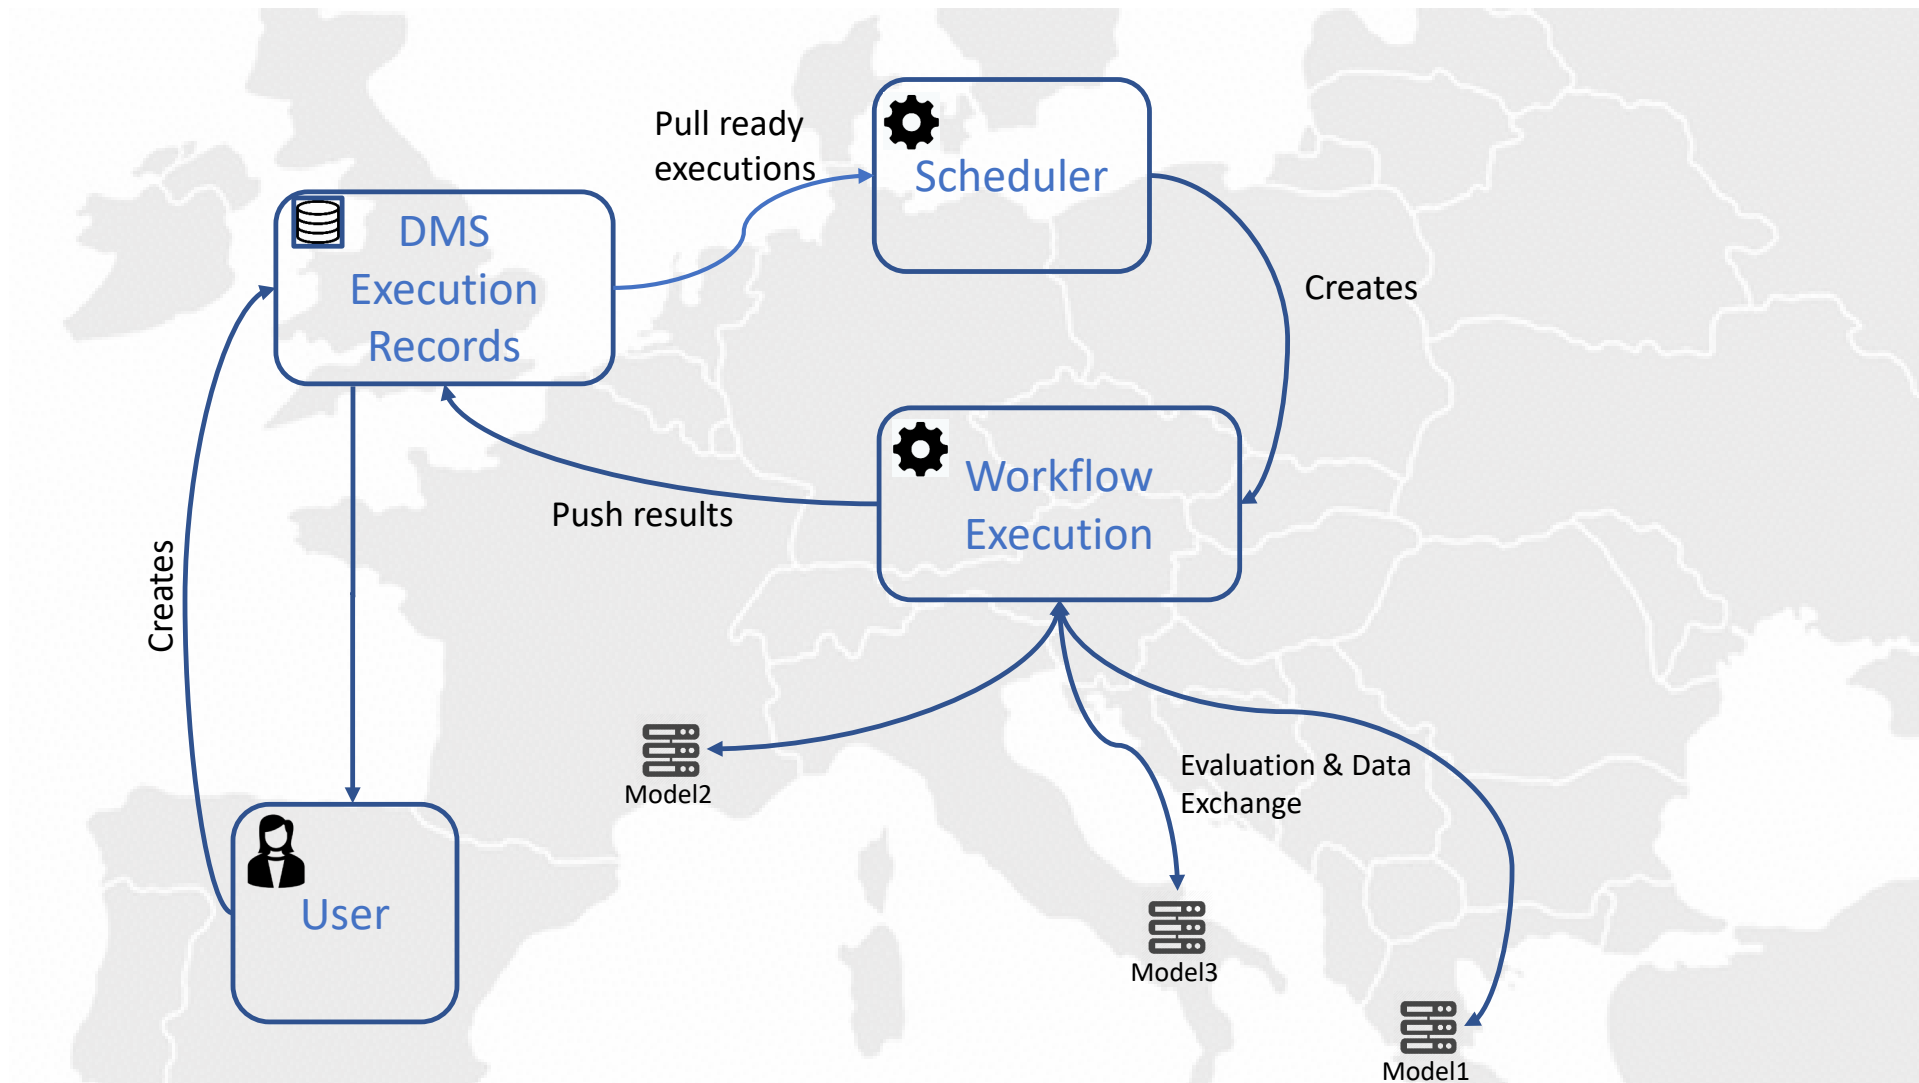 Pull ready
executions
Scheduler
DMS
Execution
Records
Creates
Workflow
Execution
Push results
Creates
Evaluation & Data
Exchange
Model2
User
Model3
Model1